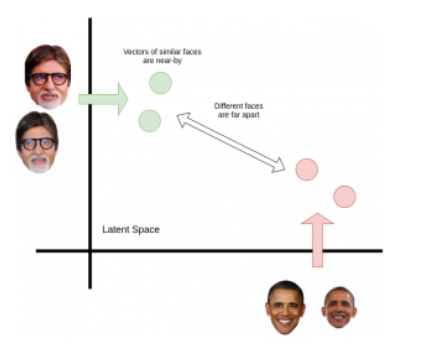 Vectors of similar faces
are near-by
Different faces
are far apart
Latent Space